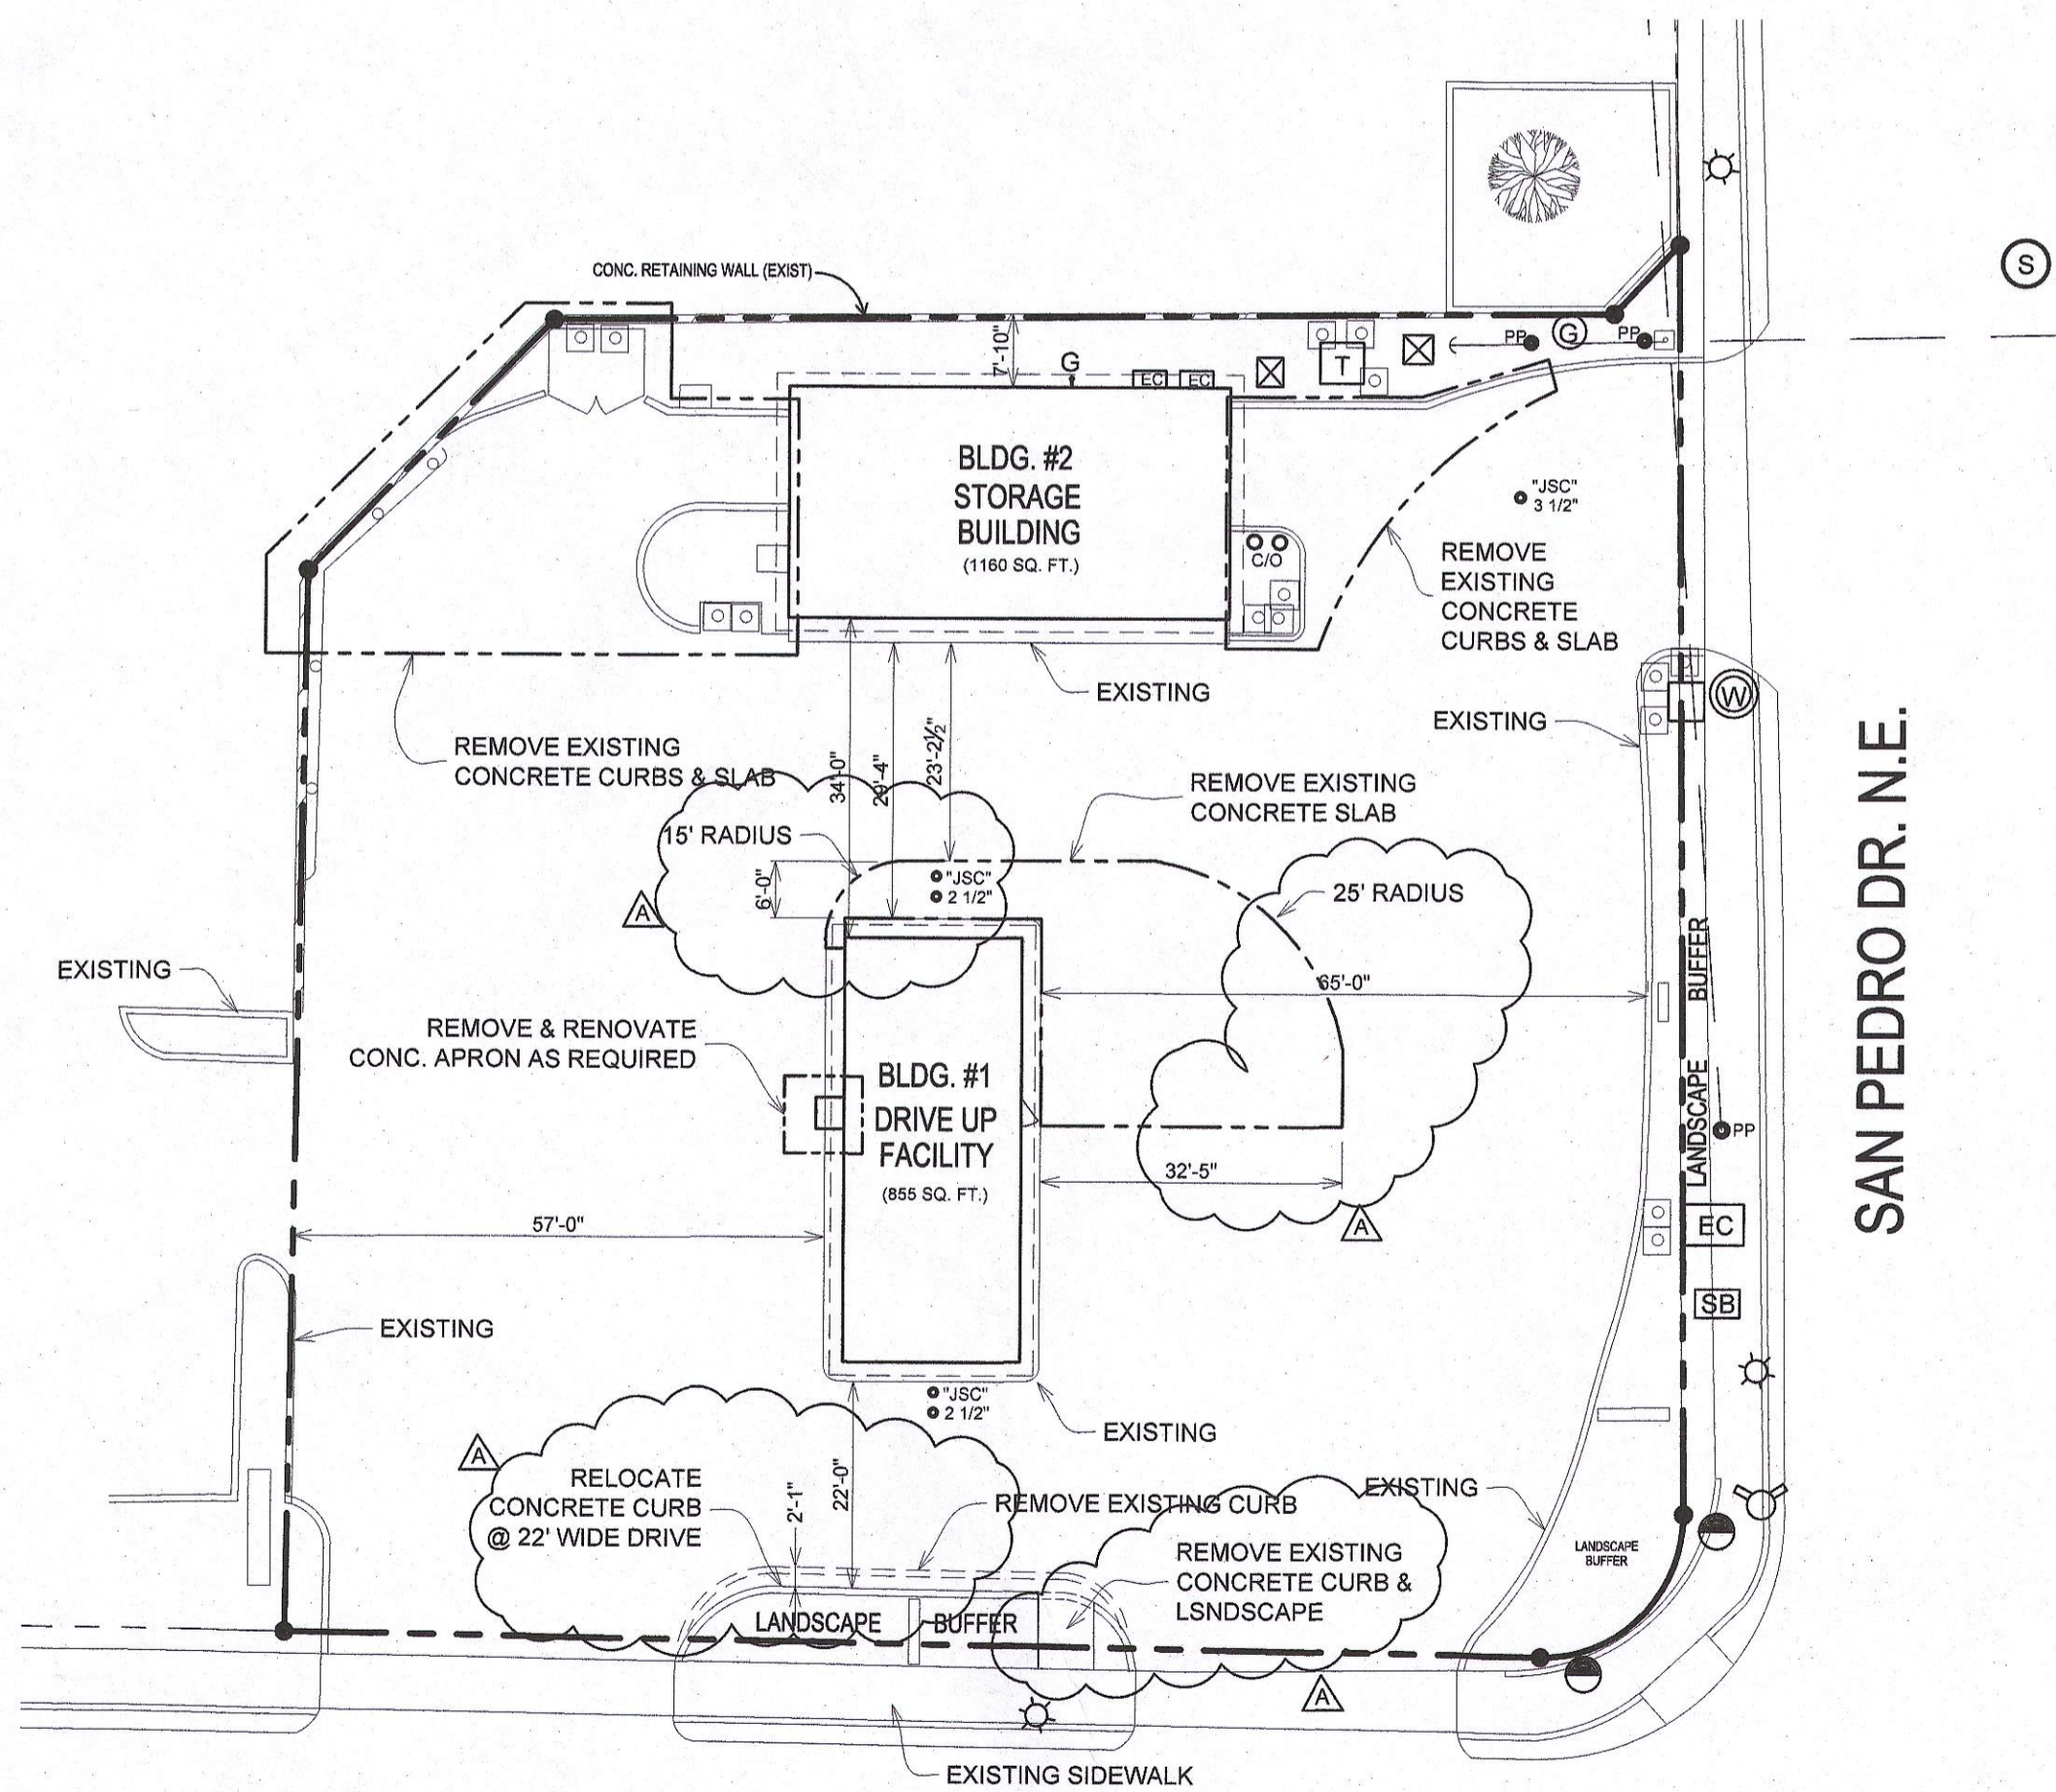 CONC. RETAINING WALL (EXIST)
S
PP
G
PP
7'-10"
G
EC
EC
T
BLDG. #2
STORAGE
BUILDING
(1160 SQ. FT.)
C/O
"JSC"
3 1/2"
REMOVE
EXISTING
CONCRETE
CURBS & SLAB
EXISTING
EXISTING
W
REMOVE EXISTING
CONCRETE CURBS & SLAB
34'-0"
29'-4"
23'-2½"
REMOVE EXISTING
CONCRETE SLAB
15' RADIUS
6'-0"
"JSC"
2 1/2"
A
25' RADIUS
65'-0"
EXISTING
REMOVE & RENOVATE
CONC. APRON AS REQUIRED
BLDG. #1
DRIVE UP
FACILITY
(855 SQ. FT.)
32'-5"
A
57'-0"
LANDSCAPE BUFFER
PP
EC
SB
SAN PEDRO DR. N.E.
EXISTING
"JSC"
2 1/2"
EXISTING
A
RELOCATE
CONCRETE CURB
@ 22' WIDE DRIVE
2'-1"
22'-0"
REMOVE EXISTING CURB
EXISTING
REMOVE EXISTING
CONCRETE CURB &
LSNDSCAPE
LANDSCAPE
BUFFER
LANDSCAPE BUFFER
A
EXISTING SIDEWALK